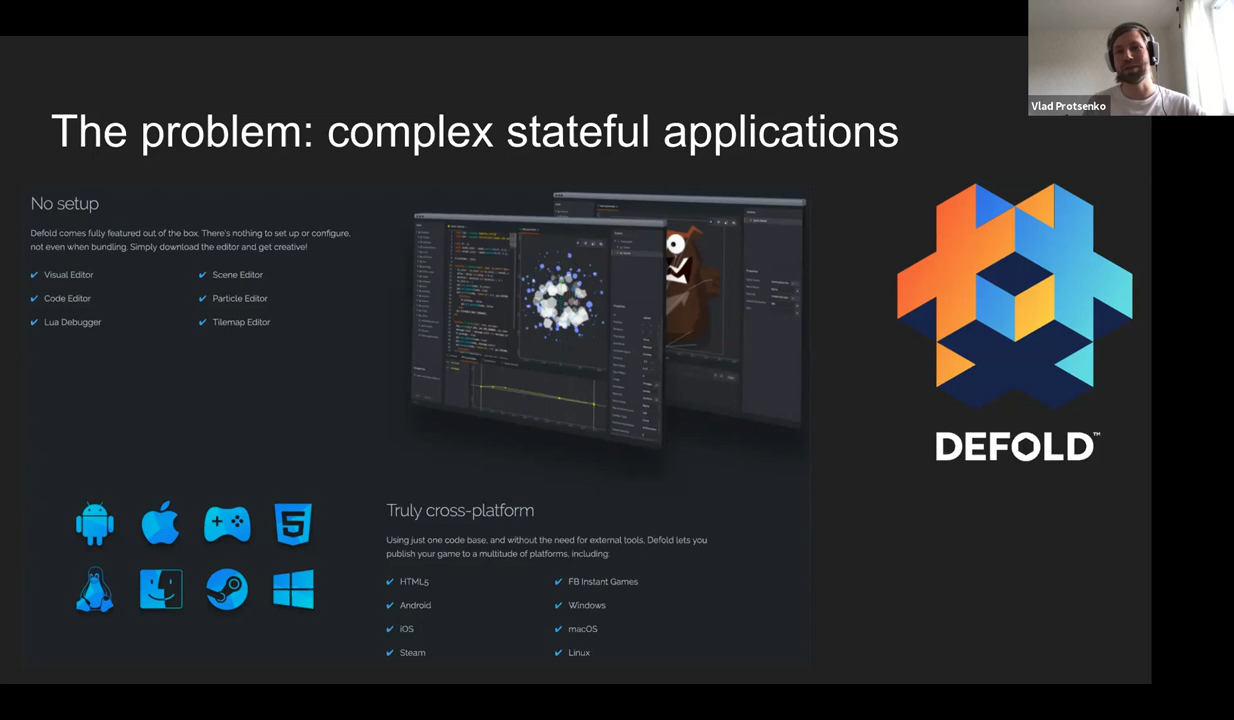 Vlad Protsenko
The problem: complex stateful applications
No setup
Defold comes fully featured out of the box. There's nothing to set up or configure,
not even when bundling. Simply download the editor and get creative!
✔ Visual Editor
✔ Scene Editor
✔ Code Editor
✔ Particle Editor
✔ Lua Debugger
✔ Tilemap Editor
DEFOLD™
Truly cross-platform
Using just one code base, and without the need for external tools, Defold lets you
publish your game to a multitude of platforms, including:
✔ HTML5
✔ FB Instant Games
✔ Android
✔ Windows
✔ iOS
✔ macOS
✔ Steam
✔ Linux